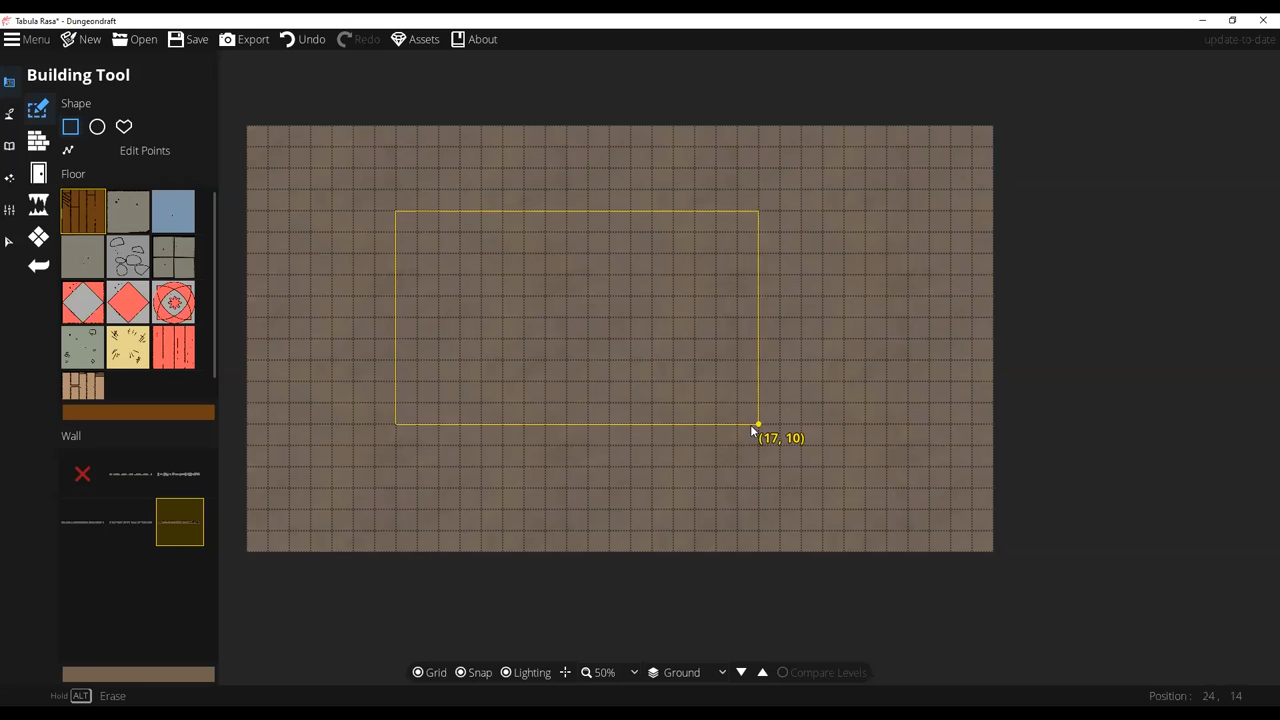 Tabula Rasa* - Dungeondraft
Menu New Open Save Export Undo Redo Assets About update-to-date
Building Tool
Shape
Edit Points
Floor
Wall
(17, 10)
Grid Snap Lighting 50% Ground Compare Levels
Hold ALT Erase Position : 24 , 14